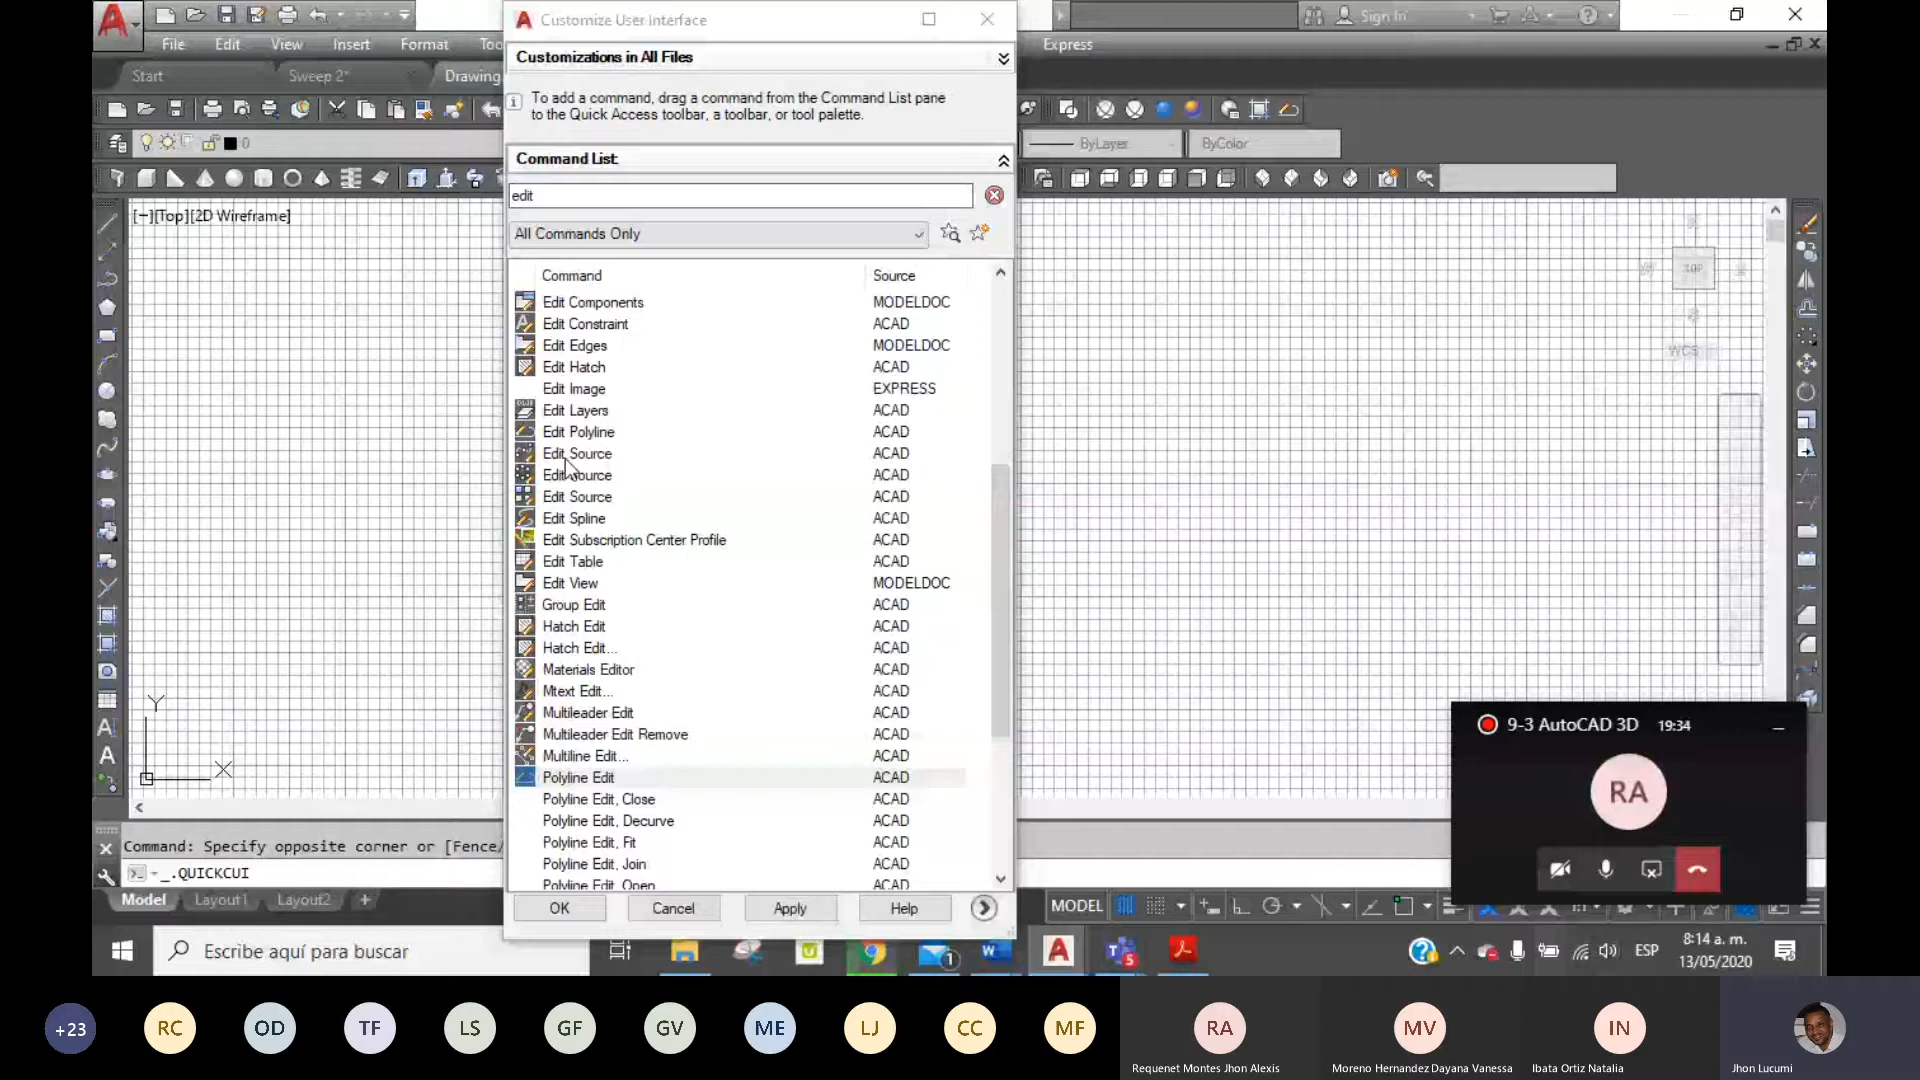 Customize User Interface
Sign In
File Edit View Insert Format Too
Express
Customizations in All Files
Start
Sweep 2*
Drawing
To add a command, drag a command from the Command List pane
to the Quick Access toolbar, a toolbar, or tool palette.
0
ByLayer
ByColor
Command List:
edit
[−][Top][2D Wireframe]
All Commands Only
TOP
WCS
Command Source
Edit Components MODELDOC
Edit Constraint ACAD
Edit Edges MODELDOC
Edit Hatch ACAD
Edit Image EXPRESS
Edit Layers ACAD
Edit Polyline ACAD
Edit Source ACAD
Edit Source ACAD
Edit Source ACAD
Edit Spline ACAD
Edit Subscription Center Profile ACAD
Edit Table ACAD
Edit View MODELDOC
Group Edit ACAD
Hatch Edit ACAD
Hatch Edit... ACAD
Materials Editor ACAD
Mtext Edit... ACAD
Multileader Edit ACAD
Multileader Edit Remove ACAD
Multiline Edit... ACAD
Polyline Edit ACAD
Polyline Edit, Close ACAD
Polyline Edit, Decurve ACAD
Polyline Edit, Fit ACAD
Polyline Edit, Join ACAD
Polyline Edit, Open ACAD
Y
X
9-3 AutoCAD 3D 19:34
RA
Command: Specify opposite corner or [Fence/
_.QUICKCUI
Model Layout1 Layout2 +
OK Cancel Apply Help
MODEL
Escribe aquí para buscar
1
5
ESP
8:14 a. m.
13/05/2020
+23 RC OD TF LS GF GV ME LJ CC MF RA MV IN
Requenet Montes Jhon Alexis
Moreno Hernandez Dayana Vanessa
Ibata Ortiz Natalia
Jhon Lucumi